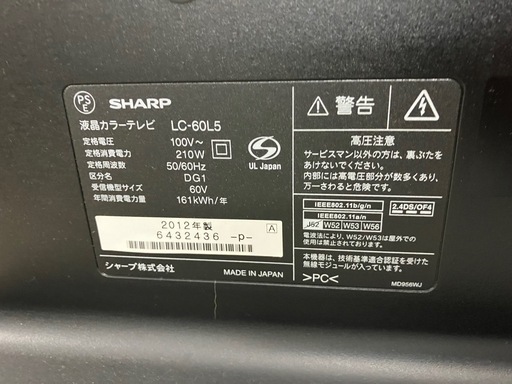 PSE
SHARP
液晶カラーテレビ LC-60L5
定格電圧 100V~
定格消費電力 210W
50/60Hz
区分名 DG1
受信機型サイズ 60V
年間消費電力量 161kWh/年
UL Japan
2012年製 A
6432436 -p-
シャープ株式会社 MADE IN JAPAN
警告
高圧注意
サービスマン以外の方は、裏ぶたを
あけないでください。
内部には高電圧部分が数多くあり、
万一さわると危険です。
IEEE802.11b/g/n
IEEE802.11a/n
J52 W52 W53 W56
2.4DS/OF4
電波法により、W52/W53は屋外での
使用が禁じられています。
本機器は、技術基準適合認証を受けた
無線モジュールが入っています。
>PC<
MD956WJ